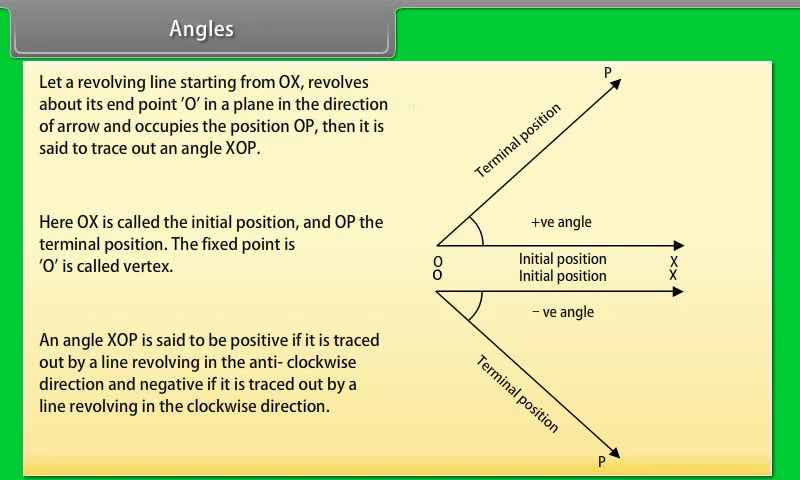 Angles
Let a revolving line starting from OX, revolves
about its end point ‘O’ in a plane in the direction
of arrow and occupies the position OP, then it is
said to trace out an angle XOP.
Here OX is called the initial position, and OP the
terminal position. The fixed point is
‘O’ is called vertex.
An angle XOP is said to be positive if it is traced
out by a line revolving in the anti- clockwise
direction and negative if it is traced out by a
line revolving in the clockwise direction.
P
Terminal position
+ve angle
O Initial position X
O Initial position X
– ve angle
Terminal position
P